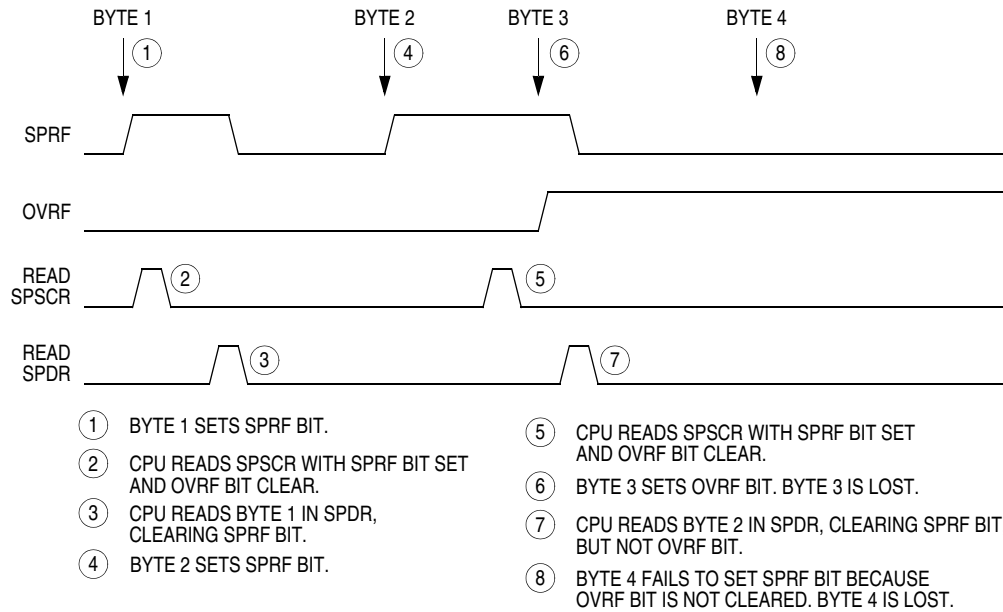 BYTE 1 BYTE 2 BYTE 3 BYTE 4
1 4 6 8
SPRF
OVRF
READ
SPSCR
2 5
READ
SPDR
3 7
1 BYTE 1 SETS SPRF BIT.
2 CPU READS SPSCR WITH SPRF BIT SET
AND OVRF BIT CLEAR.
3 CPU READS BYTE 1 IN SPDR,
CLEARING SPRF BIT.
4 BYTE 2 SETS SPRF BIT.
5 CPU READS SPSCR WITH SPRF BIT SET
AND OVRF BIT CLEAR.
6 BYTE 3 SETS OVRF BIT. BYTE 3 IS LOST.
7 CPU READS BYTE 2 IN SPDR, CLEARING SPRF BIT
BUT NOT OVRF BIT.
8 BYTE 4 FAILS TO SET SPRF BIT BECAUSE
OVRF BIT IS NOT CLEARED. BYTE 4 IS LOST.